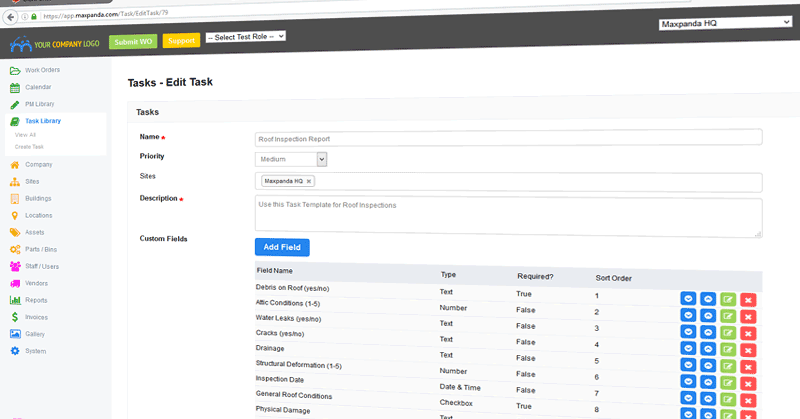 https://app.maxpanda.com/Task/EditTask/79
YOUR COMPANY LOGO
Submit WO
Support
-- Select Test Role --
Maxpanda HQ
Work Orders
Calendar
PM Library
Task Library
View All
Create Task
Company
Sites
Buildings
Locations
Assets
Parts / Bins
Staff / Users
Vendors
Reports
Invoices
Gallery
System
Tasks - Edit Task
Tasks
Name *
Roof Inspection Report
Priority
Medium
Sites
Maxpanda HQ ×
Description *
Use this Task Template for Roof Inspections
Custom Fields
Add Field
Field Name Type Required? Sort Order
Debris on Roof (yes/no) Text True 1
Attic Conditions (1-5) Number False 2
Water Leaks (yes/no) Text False 3
Cracks (yes/no) Text False 4
Drainage Text False 5
Structural Deformation (1-5) Number False 6
Inspection Date Date & Time False 7
General Roof Conditions Checkbox True 8
Physical Damage Text